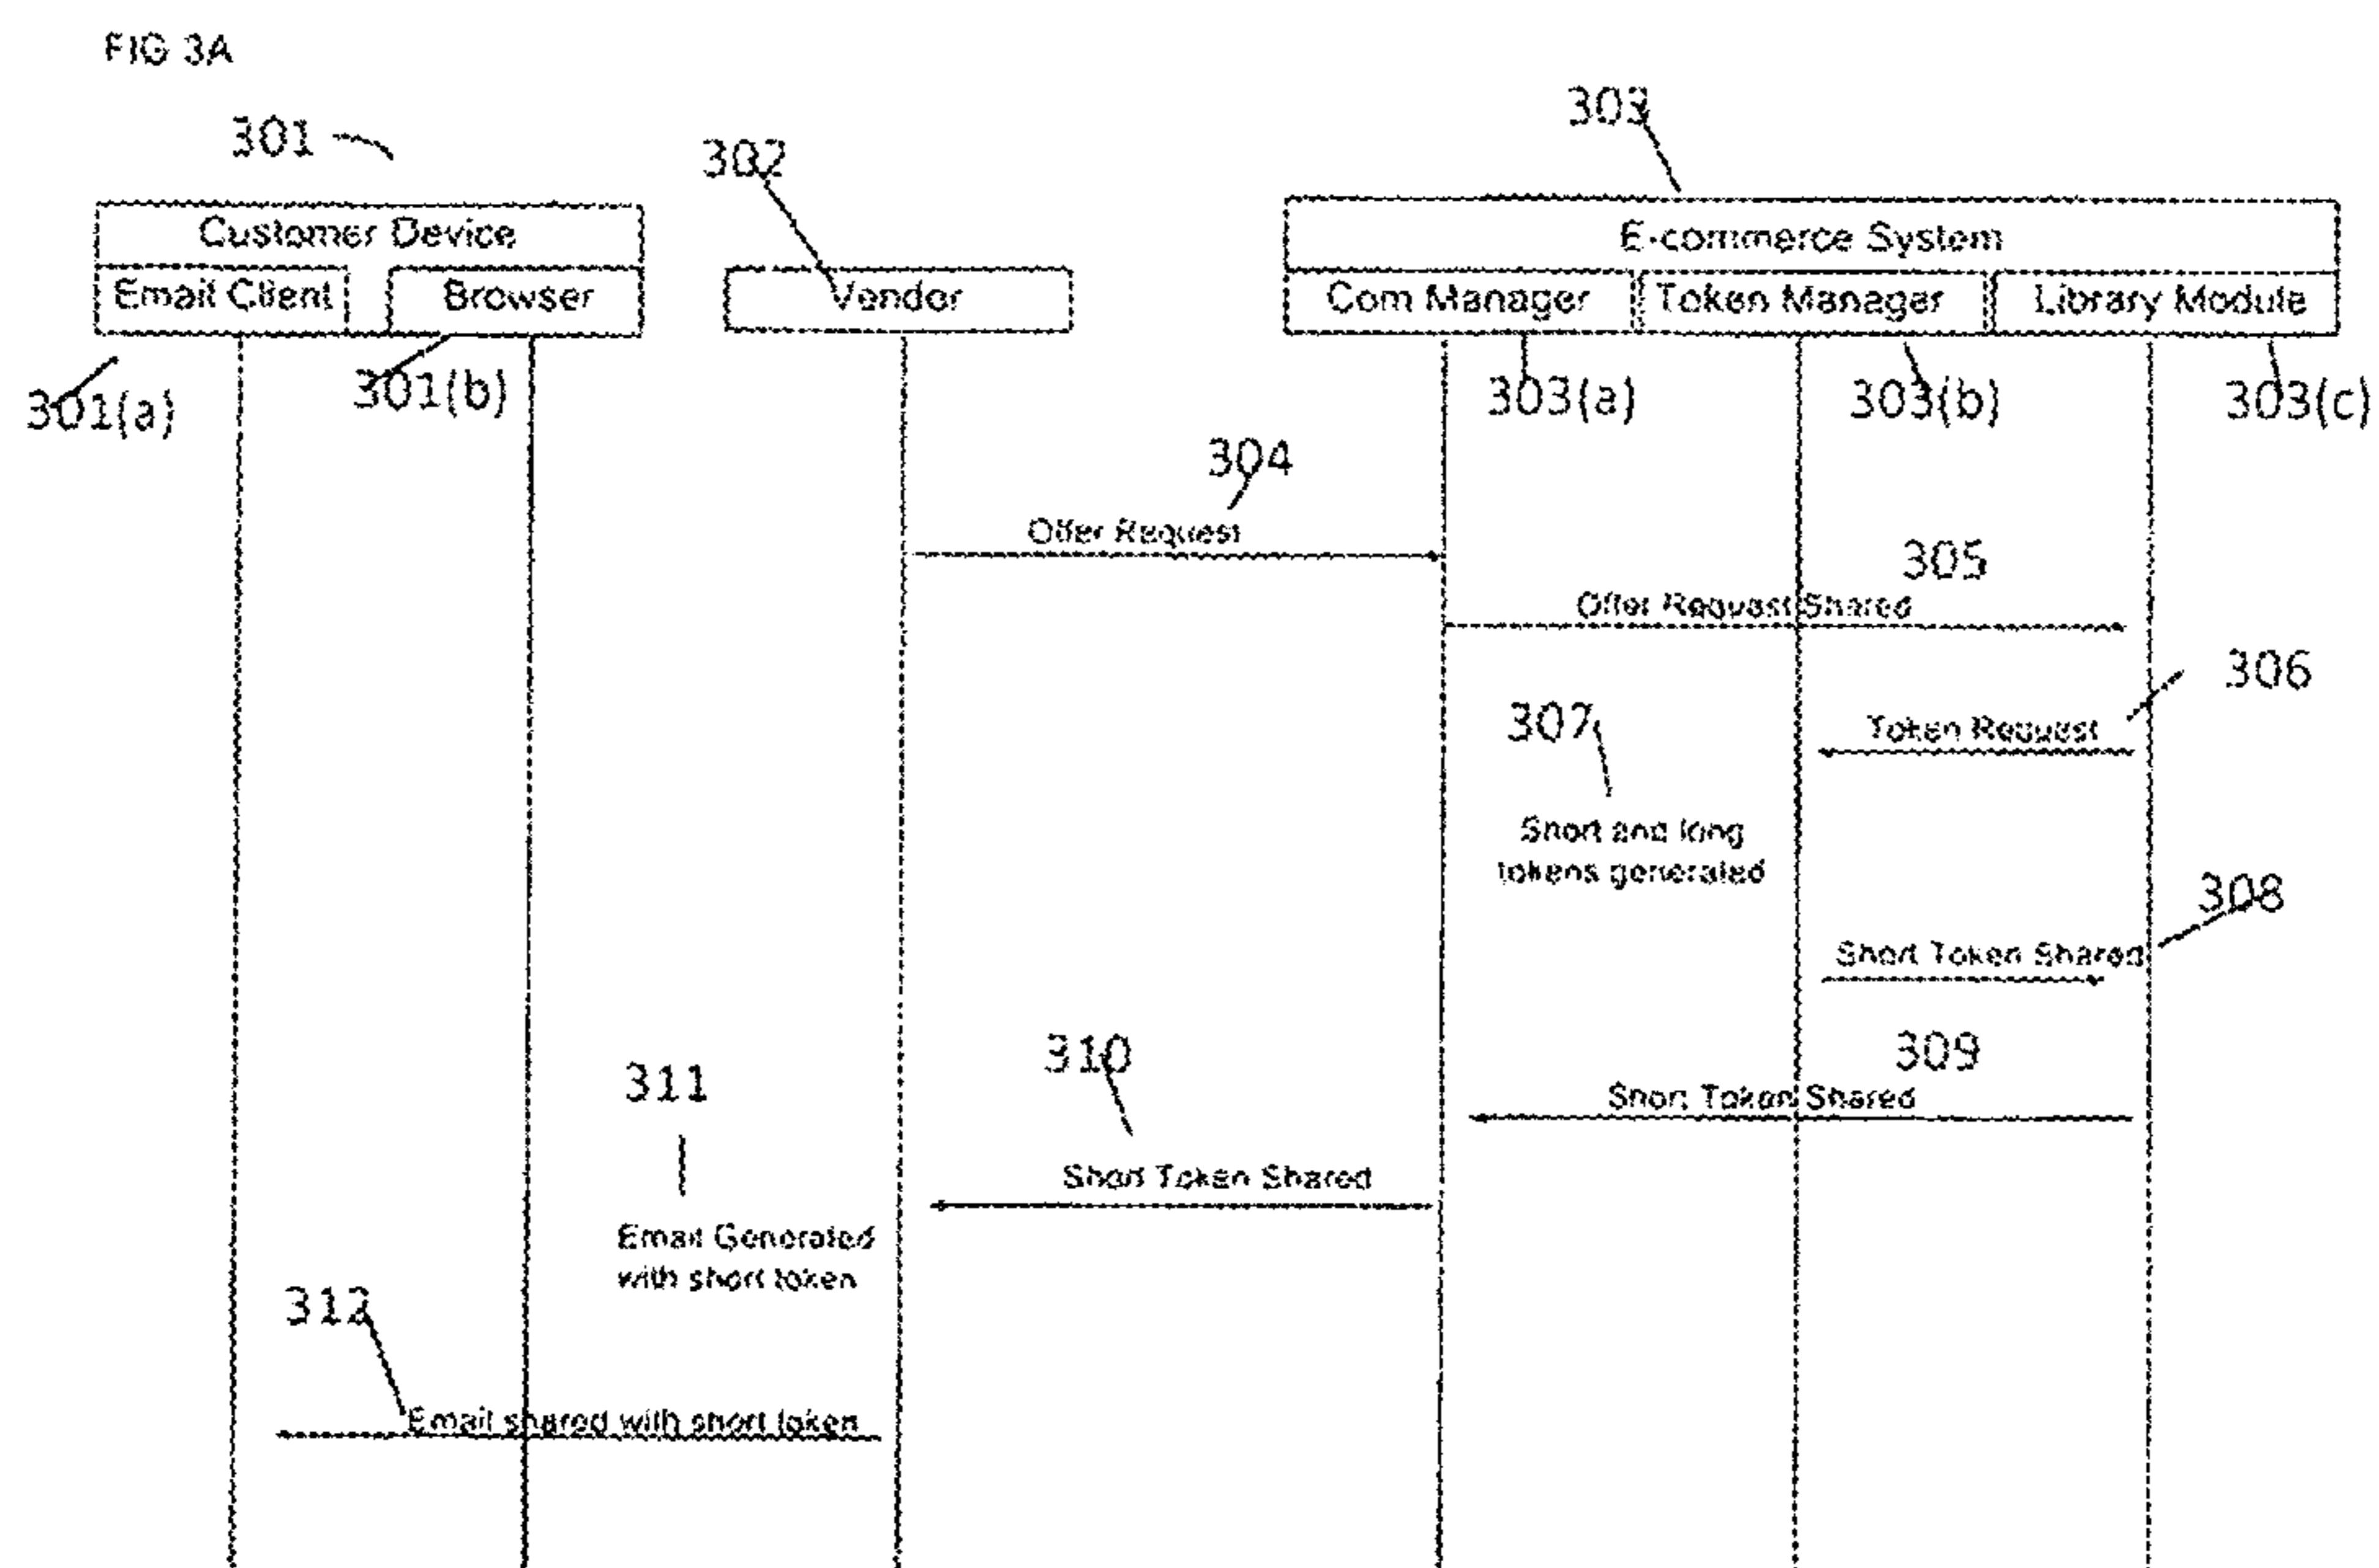 FIG 3A
301
302
303
Customer Device
Email Client
Browser
Vendor
E-commerce System
Com Manager
Token Manager
Library Module
301(a)
301(b)
303(a)
303(b)
303(c)
304
Offer Request
305
Offer Request Shared
306
Token Request
307
Short and long
tokens generated
308
Short Token Shared
309
Short Token Shared
310
Short Token Shared
311
Email Generated
with short token
312
Email shared with short token